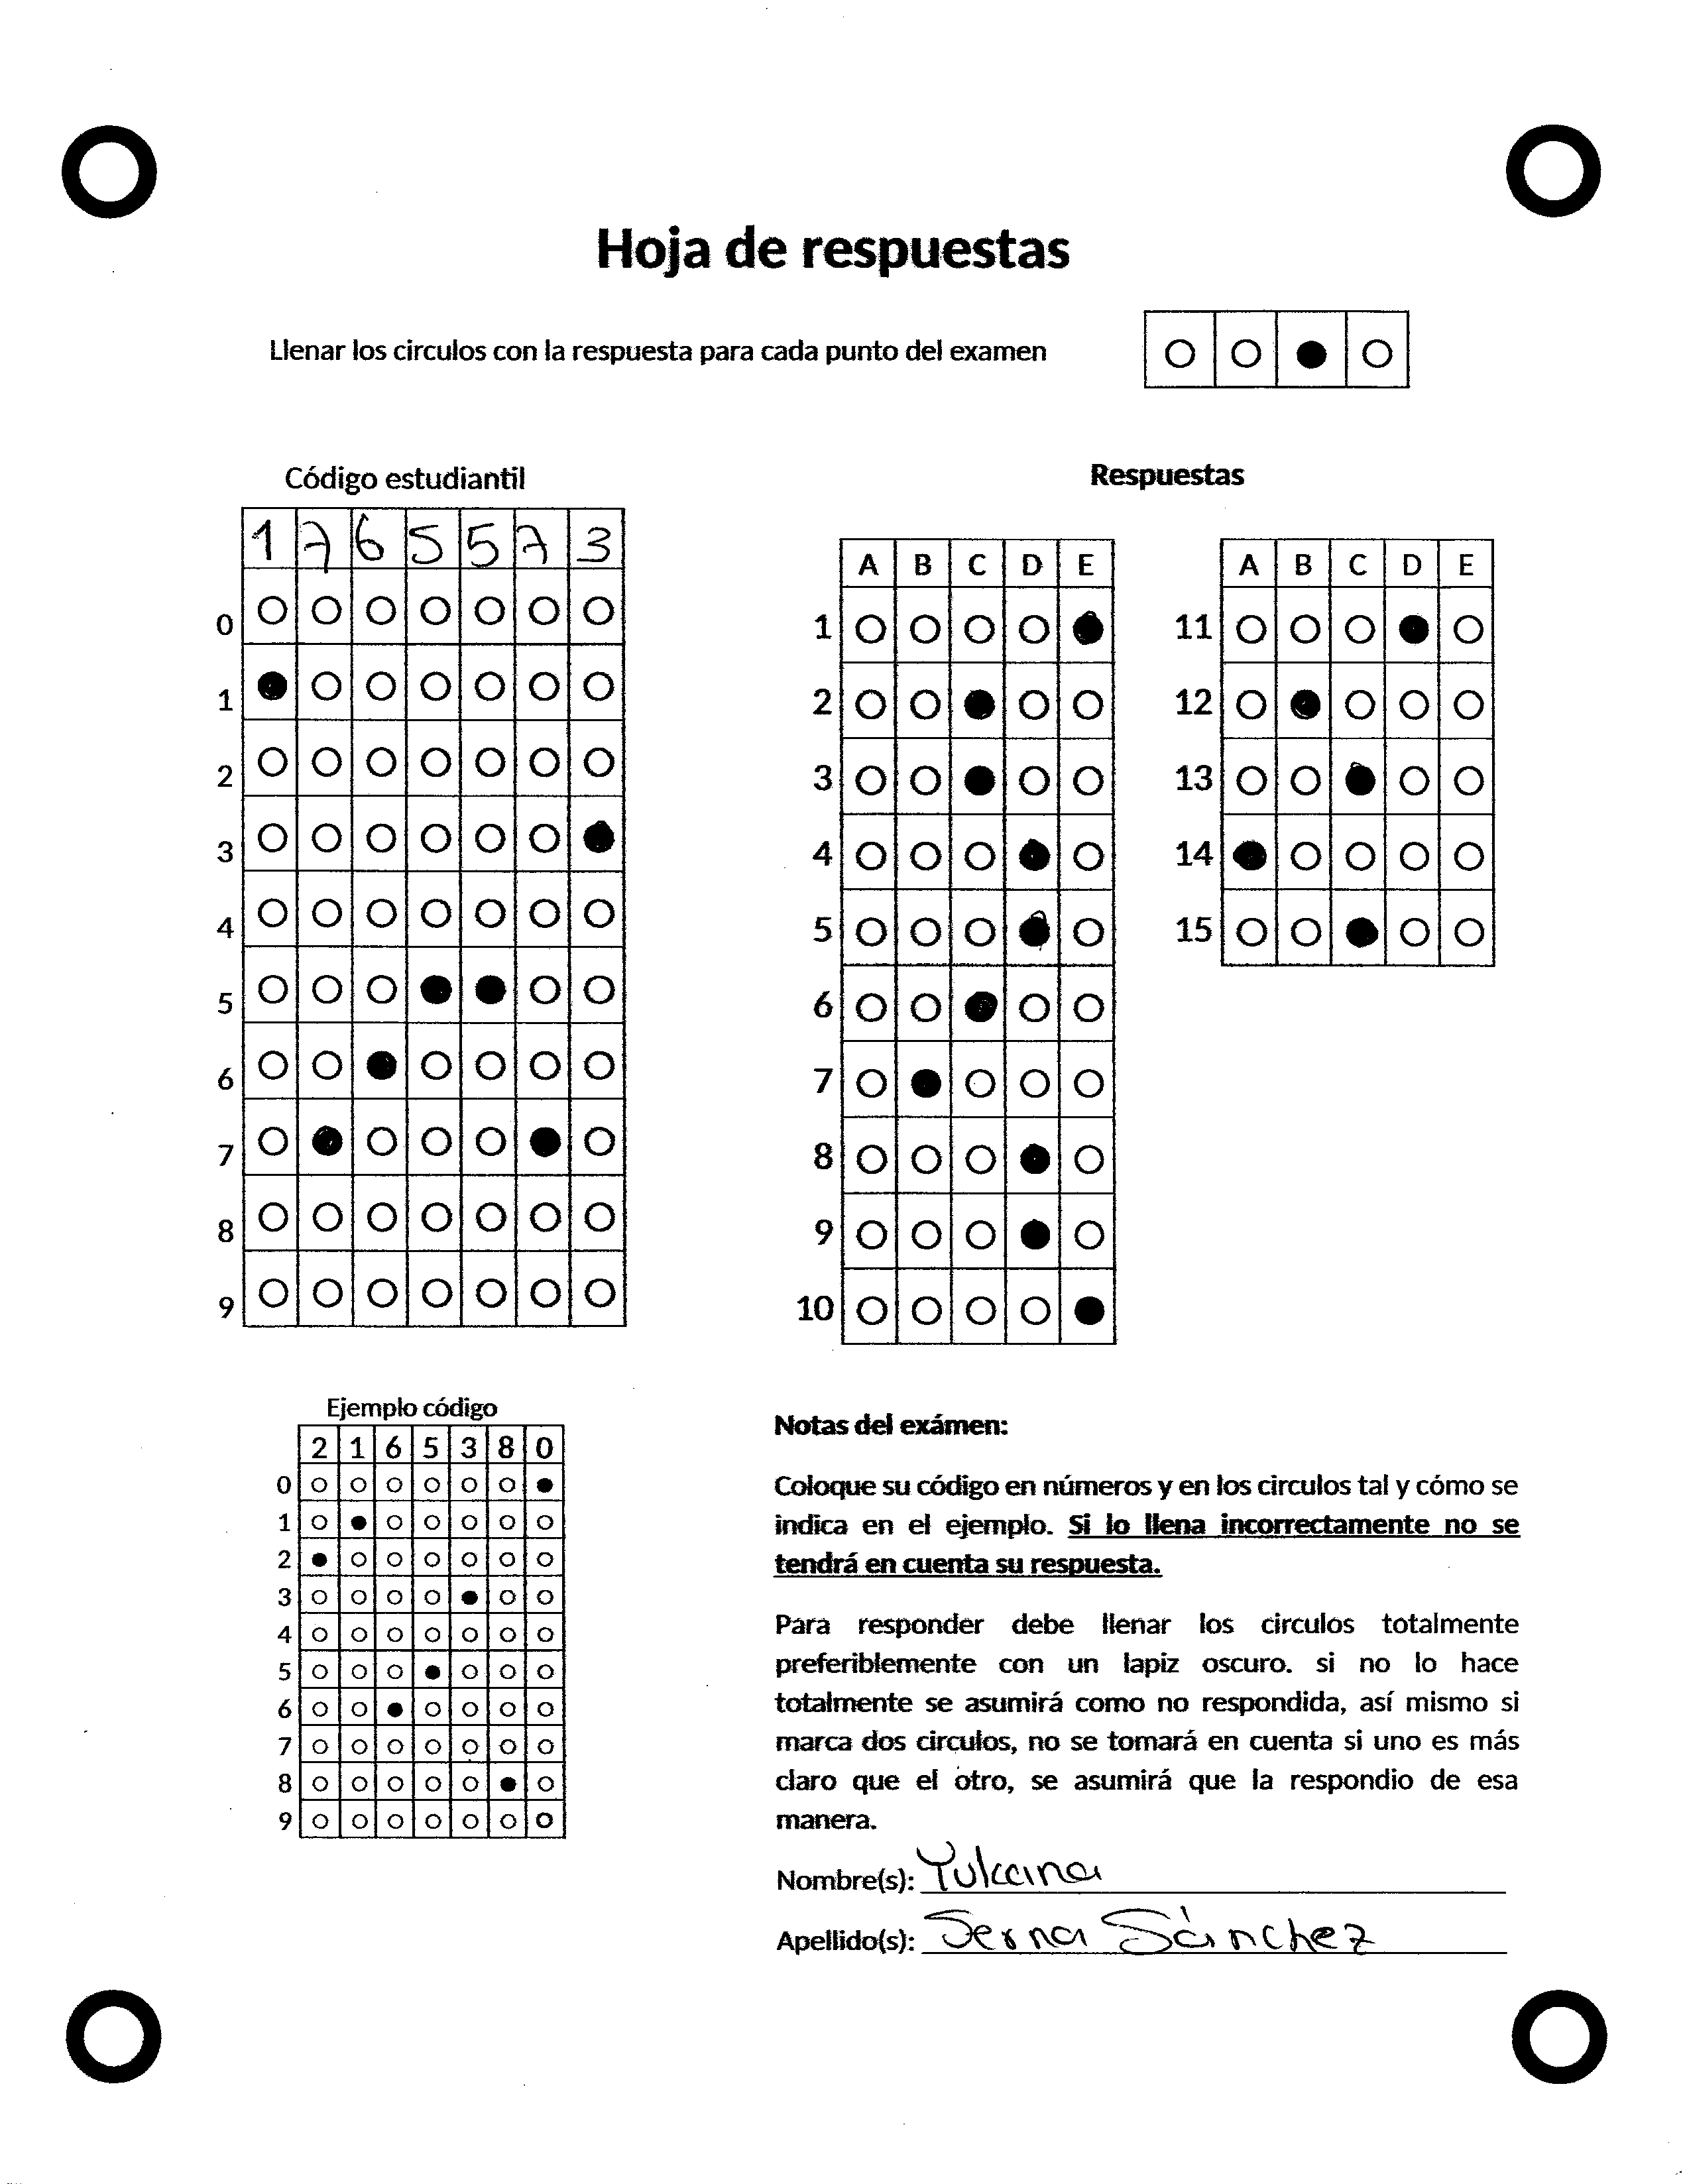 Hoja de respuestas
Llenar los circulos con la respuesta para cada punto del examen
Código estudiantil
1 7 6 5 5 7 3
0
1
2
3
4
5
6
7
8
9
Respuestas
A B C D E
1
2
3
4
5
6
7
8
9
10
A B C D E
11
12
13
14
15
Ejemplo código
2 1 6 5 3 8 0
0
1
2
3
4
5
6
7
8
9
Notas del exámen:
Coloque su código en números y en los circulos tal y cómo se
indica en el ejemplo. Si lo llena incorrectamente no se
tendrá en cuenta su respuesta.
Para responder debe llenar los circulos totalmente
preferiblemente con un lapiz oscuro. si no lo hace
totalmente se asumirá como no respondida, así mismo si
marca dos circulos, no se tomará en cuenta si uno es más
claro que el otro, se asumirá que la respondio de esa
manera.
Nombre(s):
Apellido(s): Serna Sánchez